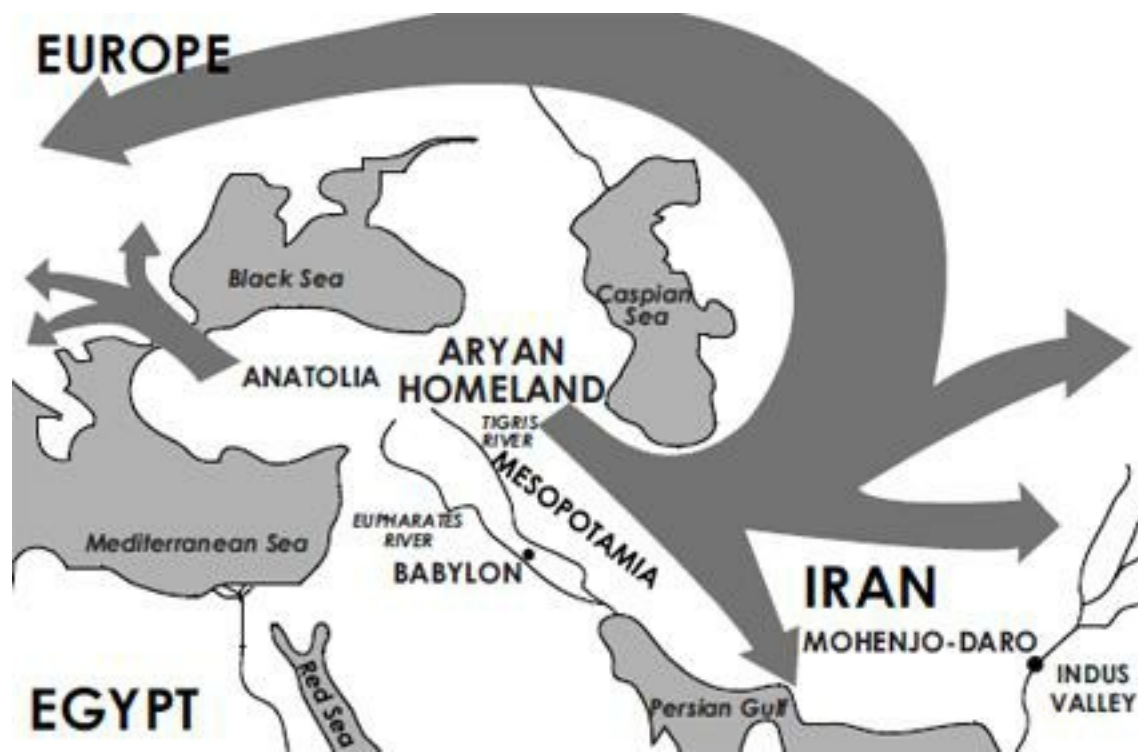 EUROPE
Black Sea
Caspian
Sea
ARYAN
HOMELAND
ANATOLIA
TIGRIS
RIVER
MESOPOTAMIA
EUPHARATES
RIVER
Mediterranean Sea
BABYLON
IRAN
MOHENJO-DARO
INDUS
VALLEY
Red Sea
Persian Gulf
EGYPT